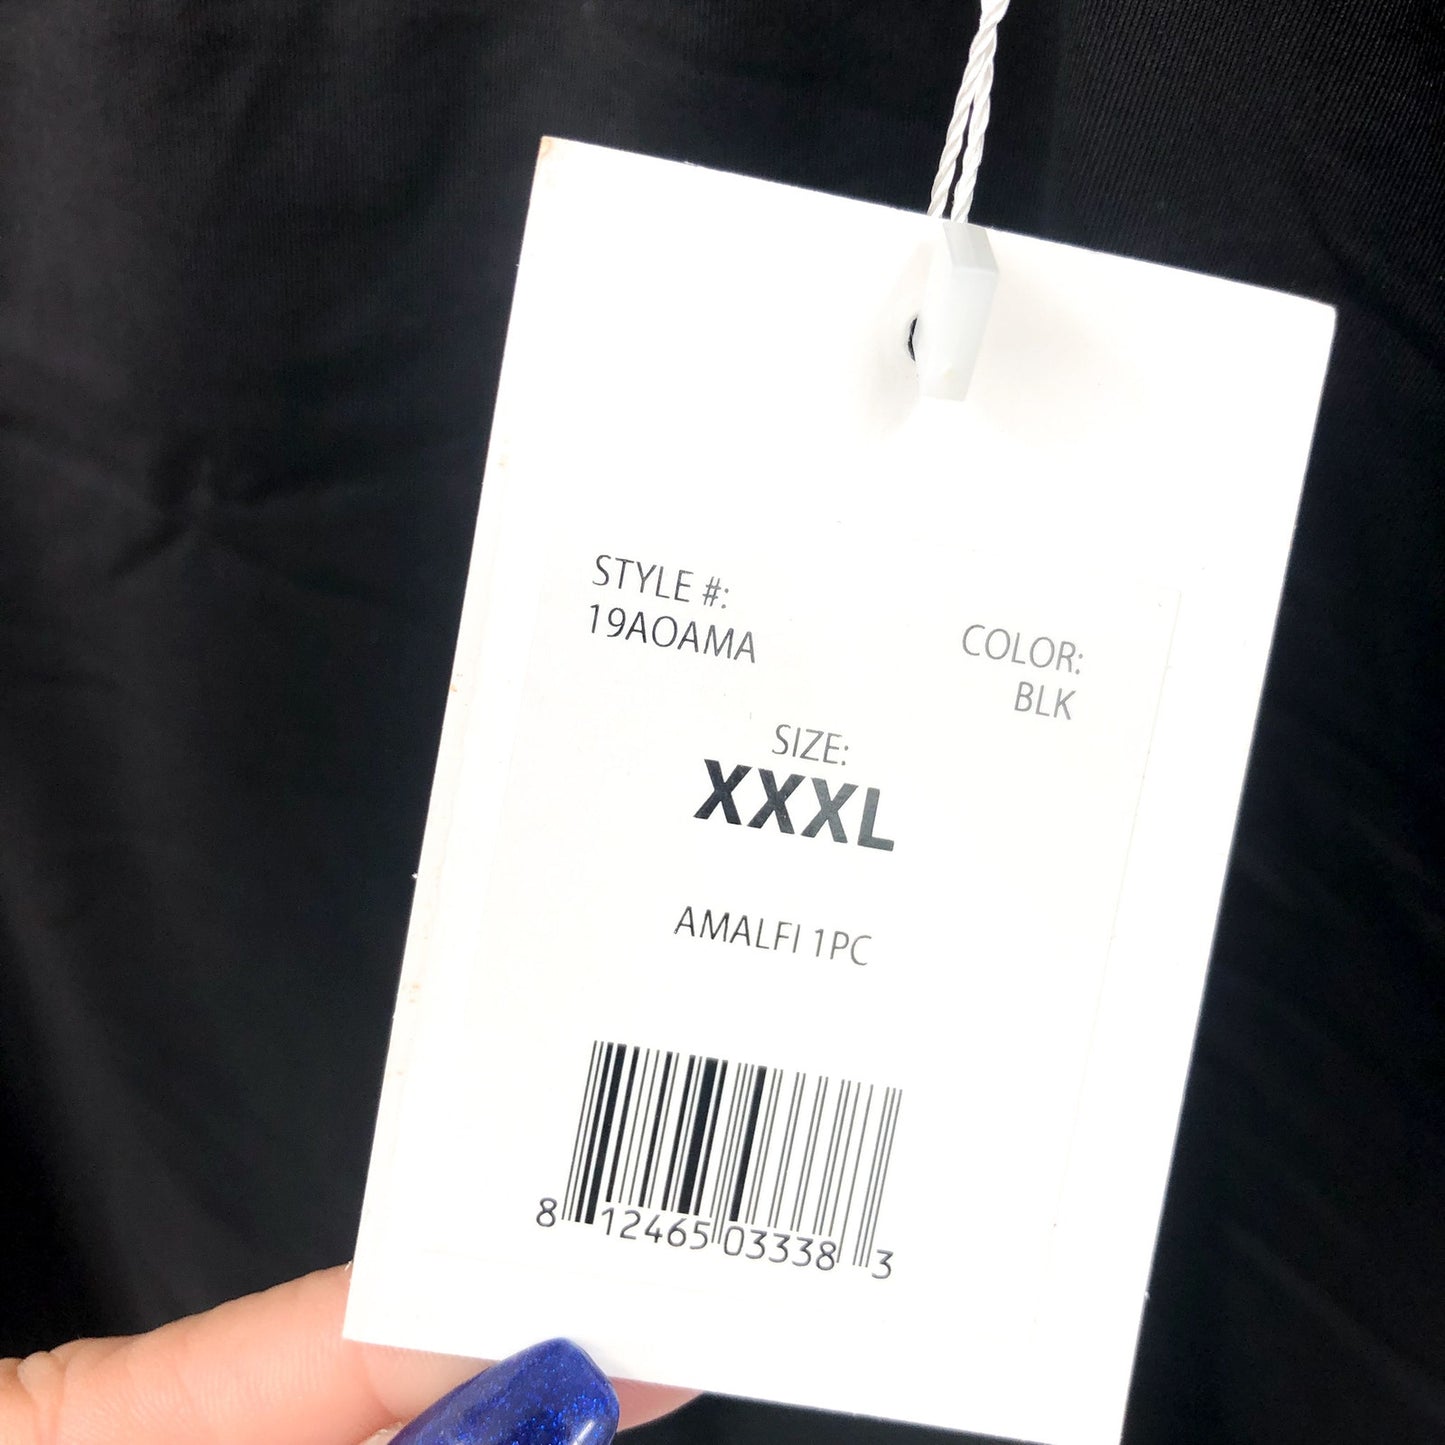 STYLE #:
19AOAMA
COLOR:
BLK
SIZE:
XXXL
AMALFI 1PC
8 12465 03338 3